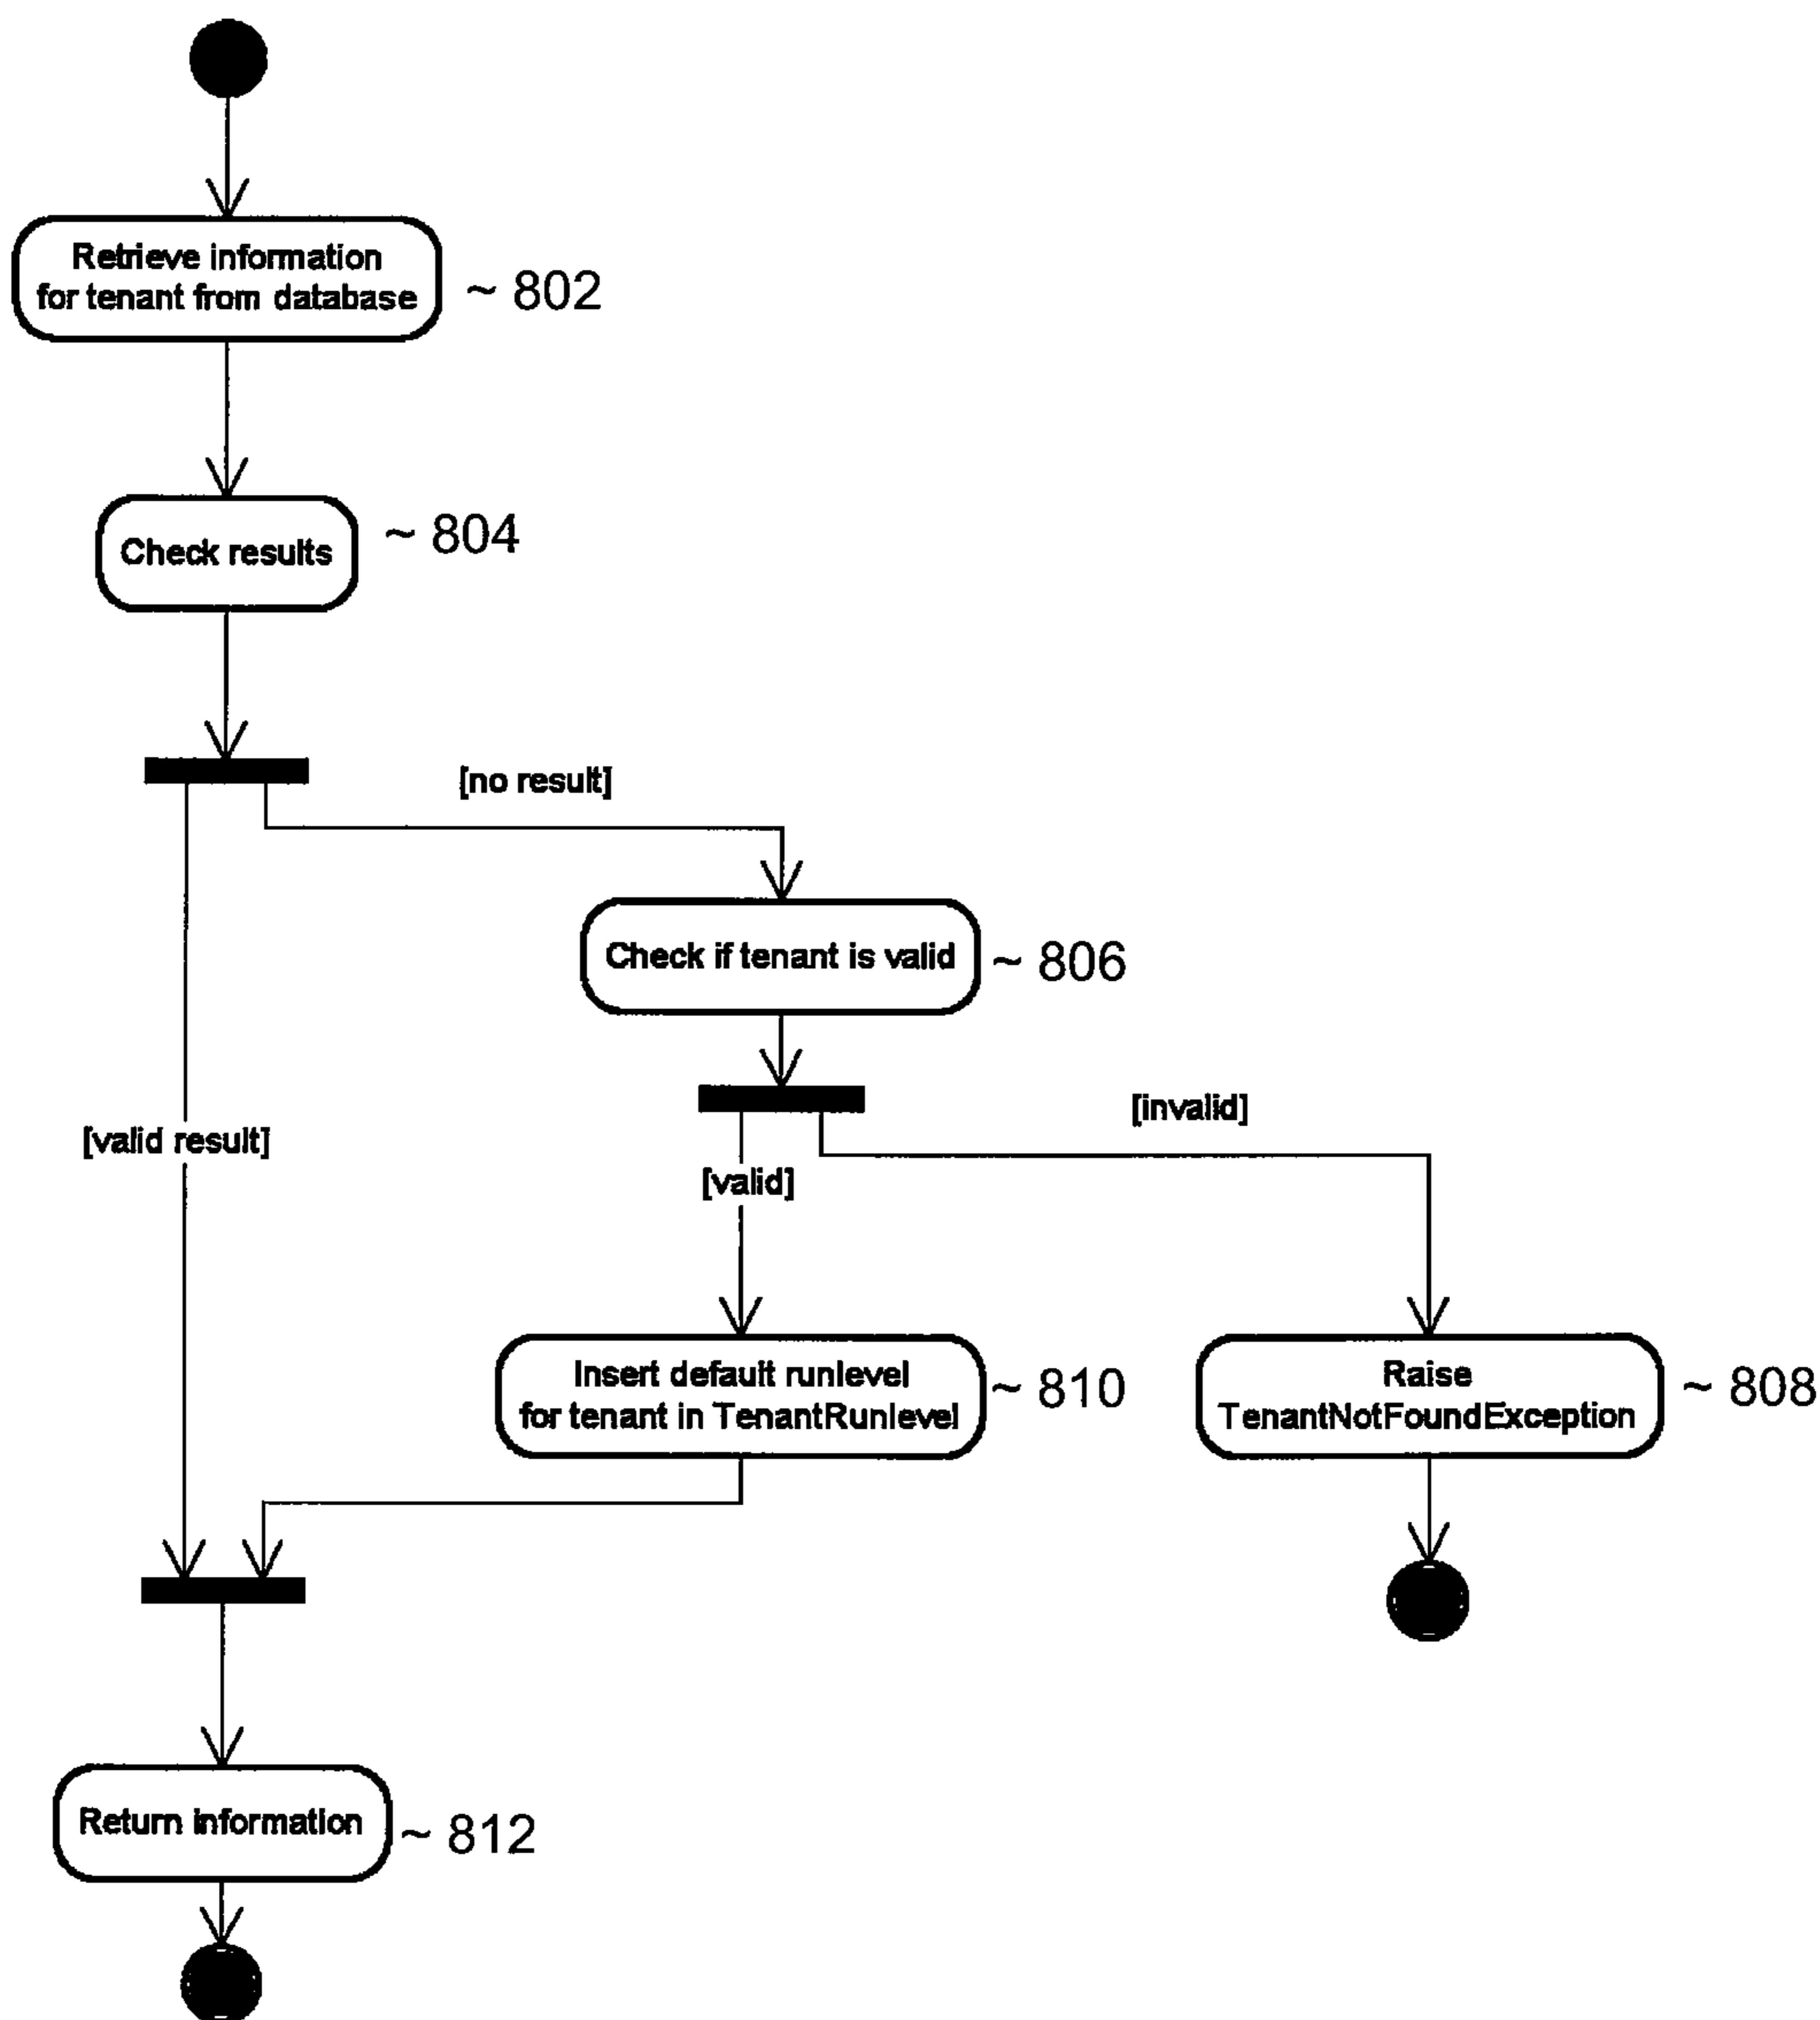 Retrieve information
for tenant from database
~ 802
Check results
~ 804
[no result]
Check if tenant is valid
~ 806
[invalid]
[valid result]
[valid]
Insert default runlevel
for tenant in TenantRunlevel
~ 810
Raise
TenantNotFoundException
~ 808
Return information
~ 812